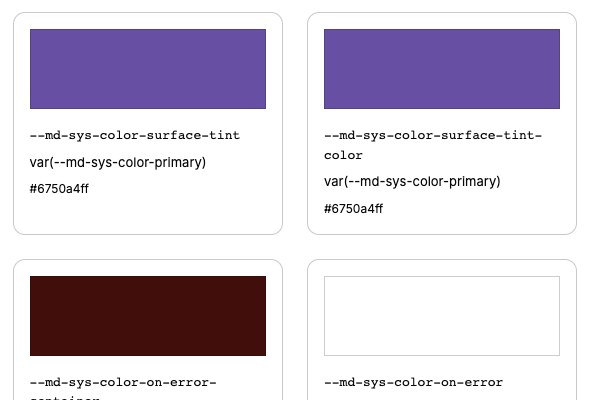 --md-sys-color-surface-tint
var(--md-sys-color-primary)
#6750a4ff
--md-sys-color-surface-tint-
color
var(--md-sys-color-primary)
#6750a4ff
--md-sys-color-on-error-
container
--md-sys-color-on-error